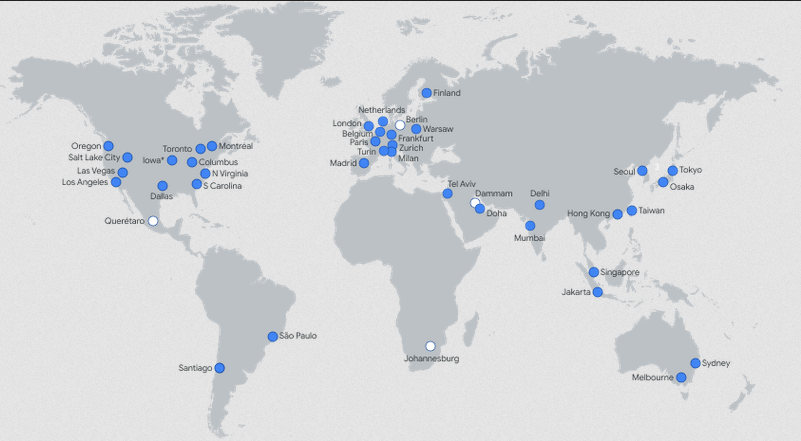 Finland
Netherlands
London
Berlin
Belgium
Warsaw
Frankfurt
Paris
Zurich
Turin
Milan
Madrid
Oregon
Toronto
Montréal
Salt Lake City
Iowa*
Columbus
Las Vegas
N Virginia
Los Angeles
S Carolina
Dallas
Querétaro
Tel Aviv
Dammam
Doha
Delhi
Mumbai
Seoul
Tokyo
Osaka
Hong Kong
Taiwan
Singapore
Jakarta
São Paulo
Santiago
Johannesburg
Sydney
Melbourne